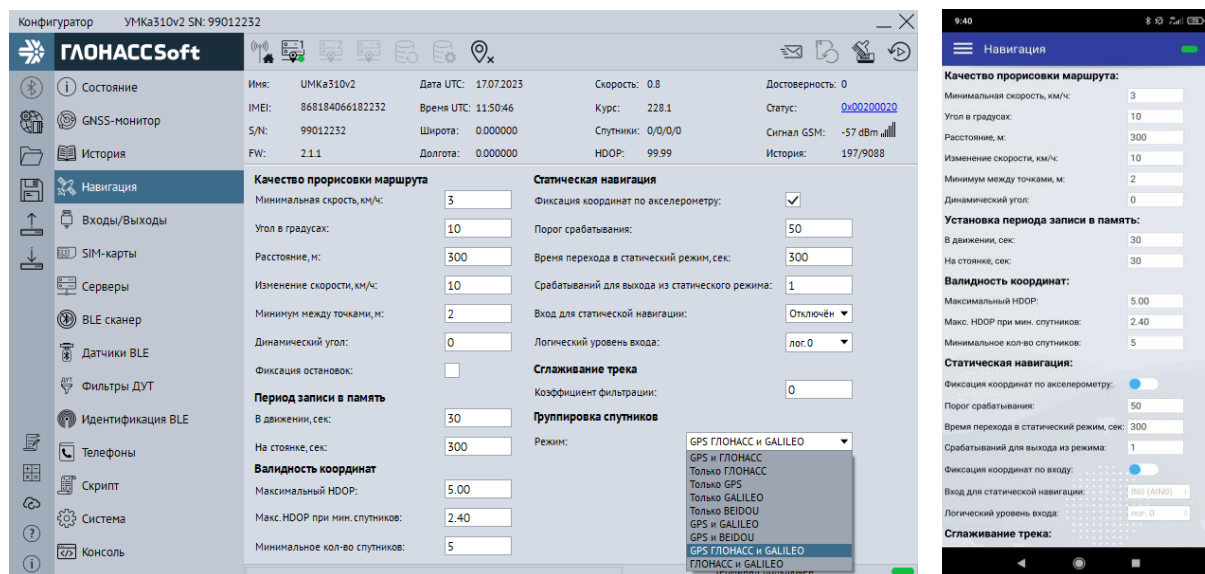 Конфигуратор УМКа310v2 SN: 99012232
ГЛОНАССSoft
Состояние
GNSS-монитор
История
Навигация
Входы/Выходы
SIM-карты
Серверы
BLE сканер
Датчики BLE
ДУТ
Фильтры ДУТ
Идентификация BLE
Телефоны
Скрипт
Система
Консоль
Имя: UMKa310v2 Дата UTC: 17.07.2023 Скорость: 0.8 Достоверность: 0
IMEI: 868184066182232 Время UTC: 11:50:46 Курс: 228.1 Статус: 0x00200020
S/N: 99012232 Широта: 0.000000 Спутники: 0/0/0/0 Сигнал GSM: -57 dBm
FW: 2.1.1 Долгота: 0.000000 HDOP: 99.99 История: 197/9088
Качество прорисовки маршрута
Минимальная скрость, км/ч: 3
Угол в градусах: 10
Расстояние, м: 300
Изменение скорости, км/ч: 10
Минимум между точками, м: 2
Динамический угол: 0
Фиксация остановок:
Период записи в память
В движении, сек: 30
На стоянке, сек: 300
Валидность координат
Максимальный HDOP: 5.00
Макс. HDOP при мин. спутников: 2.40
Минимальное кол-во спутников: 5
Статическая навигация
Фиксация координат по акселерометру:
Порог срабатывания: 50
Время перехода в статический режим, сек: 300
Срабатываний для выхода из статического режима: 1
Вход для статической навигации: Отключён
Логический уровень входа: лог. 0
Сглаживание трека
Коэффициент фильтрации: 0
Группировка спутников
Режим: GPS ГЛОНАСС и GALILEO
GPS и ГЛОНАСС
Только ГЛОНАСС
Только GPS
Только GALILEO
Только BEIDOU
GPS и GALILEO
GPS и BEIDOU
GPS ГЛОНАСС и GALILEO
ГЛОНАСС и GALILEO
9:40
Навигация
Качество прорисовки маршрута:
Минимальная скорость, км/ч: 3
Угол в градусах: 10
Расстояние, м: 300
Изменение скорости, км/ч: 10
Минимум между точками, м: 2
Динамический угол: 0
Установка периода записи в память:
В движении, сек: 30
На стоянке, сек: 30
Валидность координат:
Максимальный HDOP: 5.00
Макс. HDOP при мин. спутников: 2.40
Минимальное кол-во спутников: 5
Статическая навигация:
Фиксация координат по акселерометру:
Порог срабатывания: 50
Время перехода в статический режим, сек: 300
Срабатываний для выхода из режима: 1
Фиксация координат по входу:
Вход для статической навигации: IN0 (AIN0)
Логический уровень входа: лог. 0
Сглаживание трека: